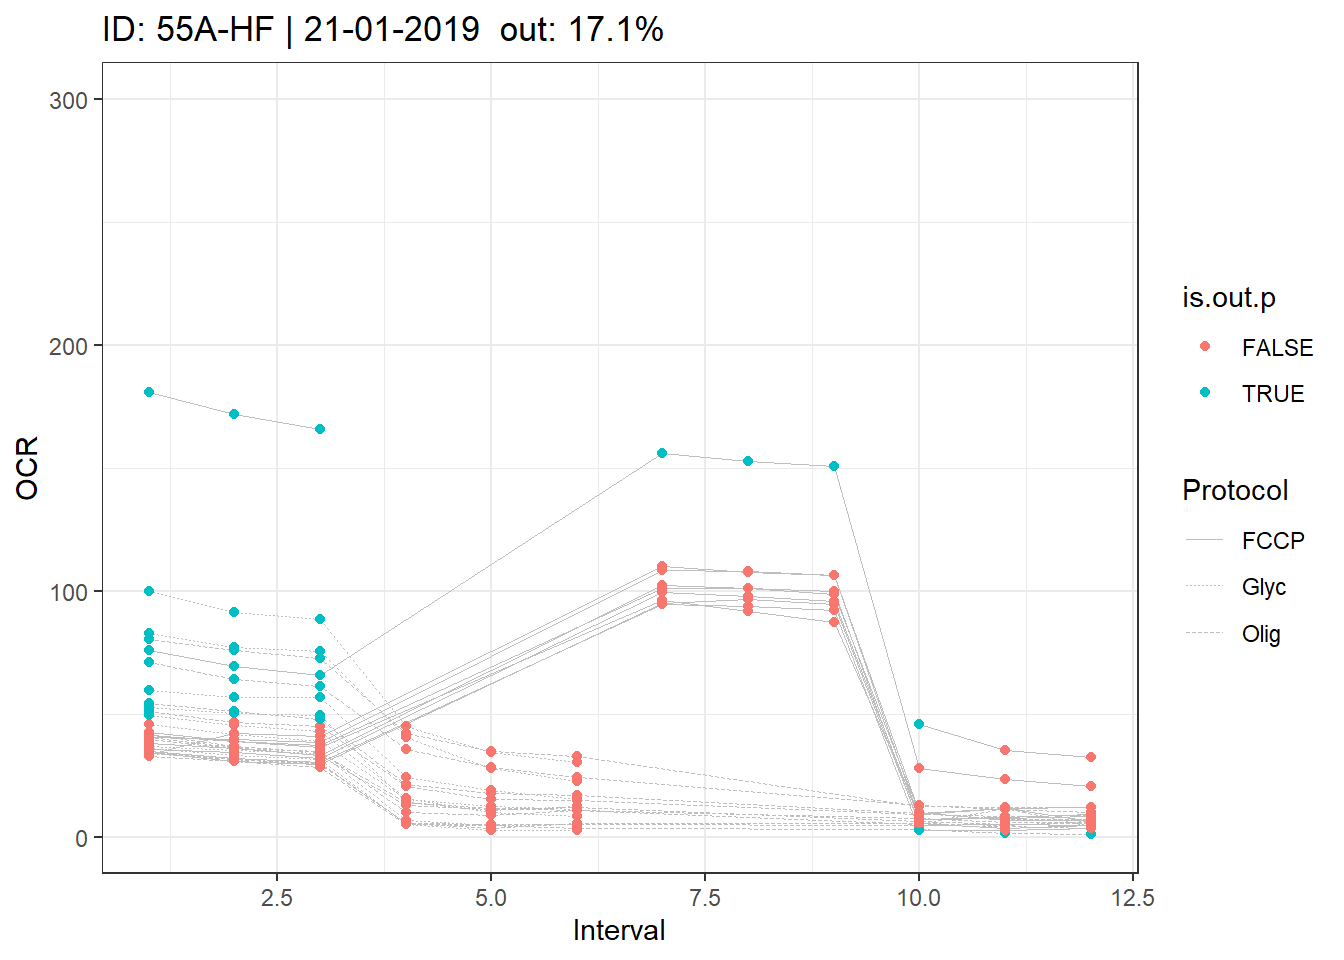 ID: 55A-HF | 21-01-2019  out: 17.1%
300
200
100
0
OCR
2.5 5.0 7.5 10.0 12.5
Interval
is.out.p
FALSE
TRUE
Protocol
FCCP
Glyc
Olig